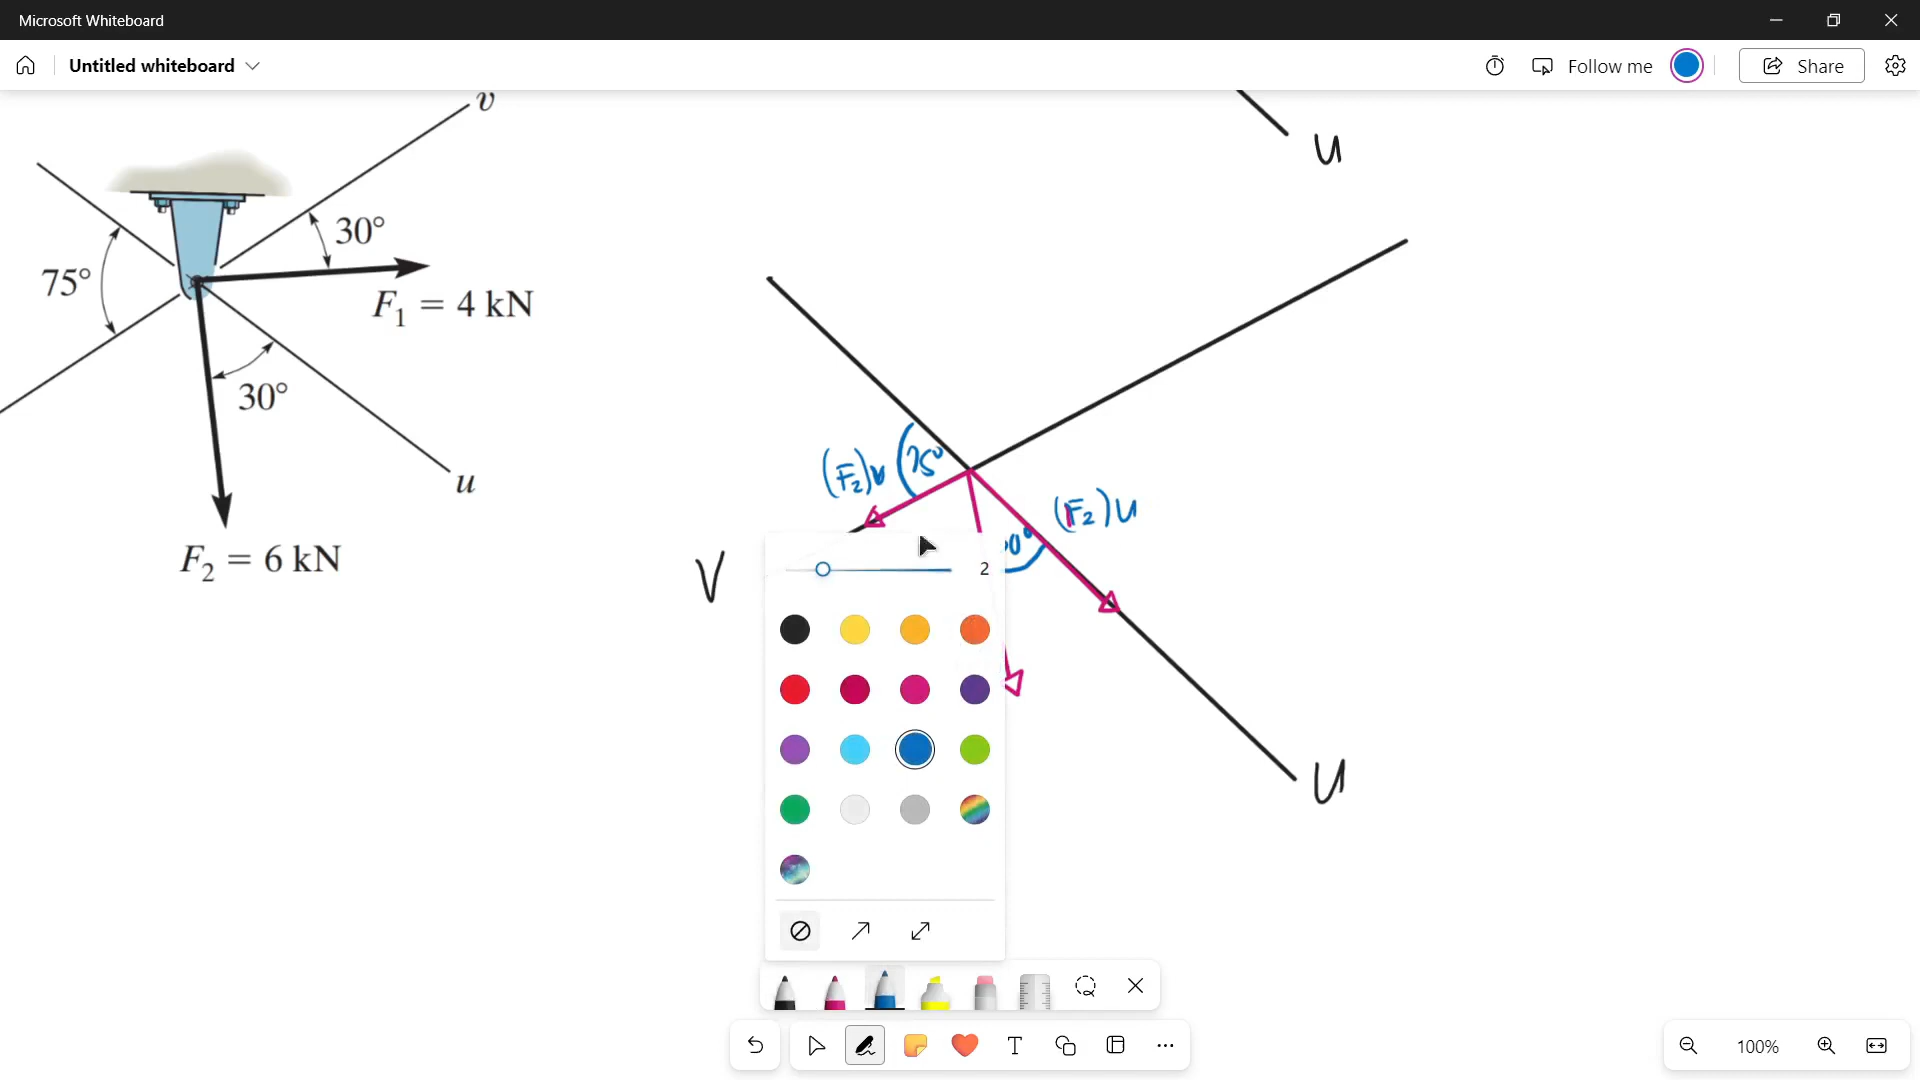 Microsoft Whiteboard
Untitled whiteboard
Follow me
Share
v
U
30°
75°
F₁ = 4 kN
30°
u
F₂ = 6 kN
75°
(F₂)v
(F₂)U
V
2
U
100%